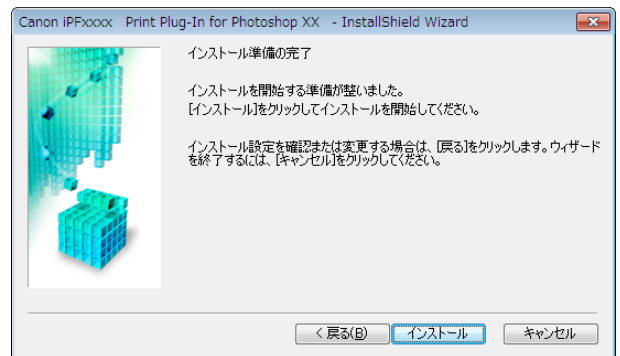 Canon iPFxxxx Print Plug-In for Photoshop XX - InstallShield Wizard
インストール準備の完了
インストールを開始する準備が整いました。
[インストール]をクリックしてインストールを開始してください。
インストール設定を確認または変更する場合は、[戻る]をクリックします。ウィザード
を終了するには、[キャンセル]をクリックしてください。
< 戻る(B)
インストール
キャンセル